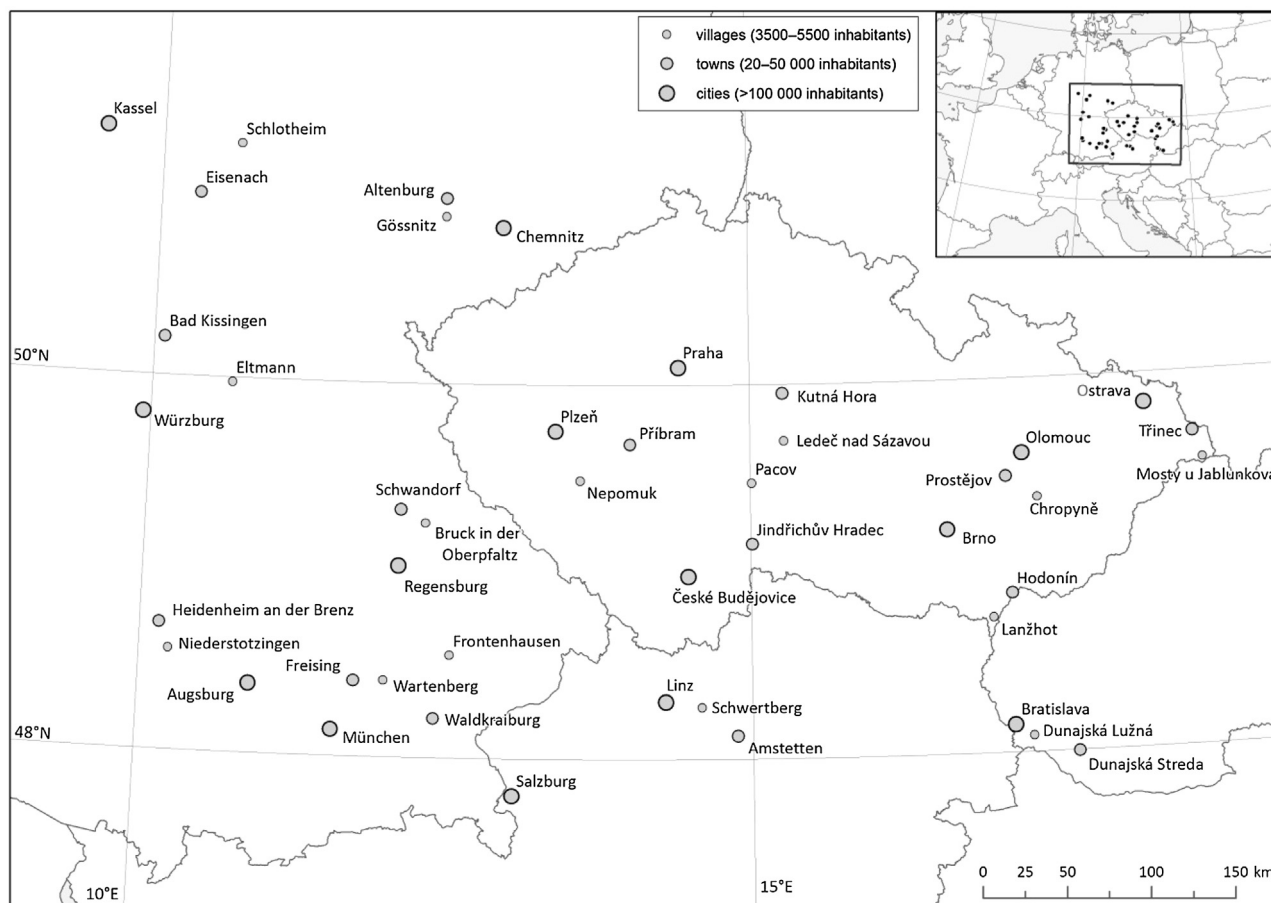 villages (3500–5500 inhabitants)
towns (20–50 000 inhabitants)
cities (>100 000 inhabitants)
Kassel
Schlotheim
Eisenach
Altenburg
Gössnitz
Chemnitz
Bad Kissingen
50°N
Eltmann
Praha
Kutná Hora
Ostrava
Würzburg
Plzeň
Příbram
Ledeč nad Sázavou
Olomouc
Třinec
Pacov
Prostějov
Mosty u Jablunkova
Schwandorf
Nepomuk
Chropyně
Bruck in der
Oberpfaltz
Jindřichův Hradec
Brno
Regensburg
Hodonín
České Budějovice
Heidenheim an der Brenz
Lanžhot
Niederstotzingen
Frontenhausen
Freising
Wartenberg
Augsburg
Linz
Schwertberg
Bratislava
Waldkraiburg
Dunajská Lužná
München
48°N
Amstetten
Dunajská Streda
Salzburg
0 25 50 100 150 km
10°E
15°E